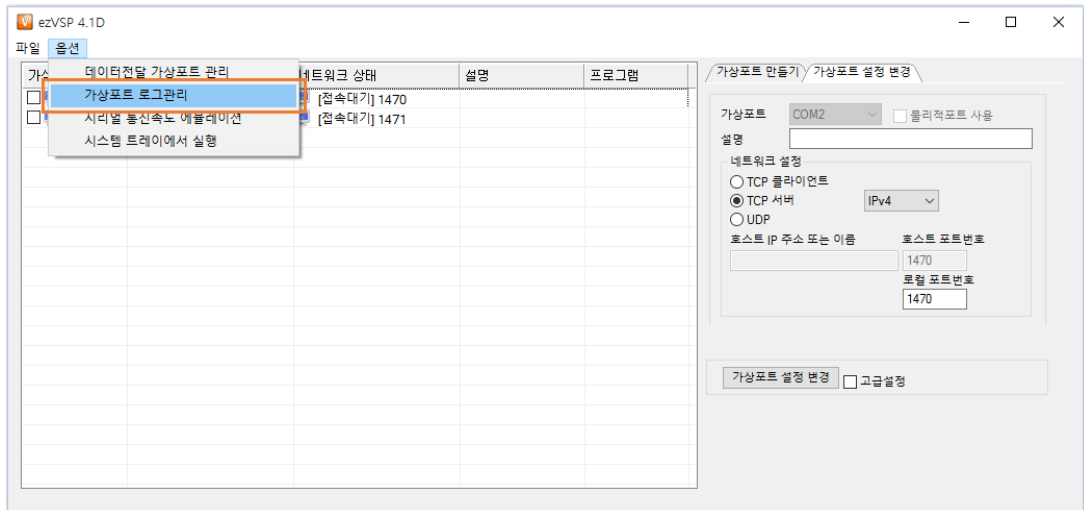 ezVSP 4.1D
파일 옵션
데이터전달 가상포트 관리
가상포트 로그관리
시리얼 통신속도 에뮬레이션
시스템 트레이에서 실행
네트워크 상태 설명 프로그램
[접속대기] 1470
[접속대기] 1471
가상포트 만들기 가상포트 설정 변경
가상포트 COM2 물리적포트 사용
설명
네트워크 설정
TCP 클라이언트
TCP 서버 IPv4
UDP
호스트 IP 주소 또는 이름 호스트 포트번호
1470
로컬 포트번호
1470
가상포트 설정 변경 고급설정